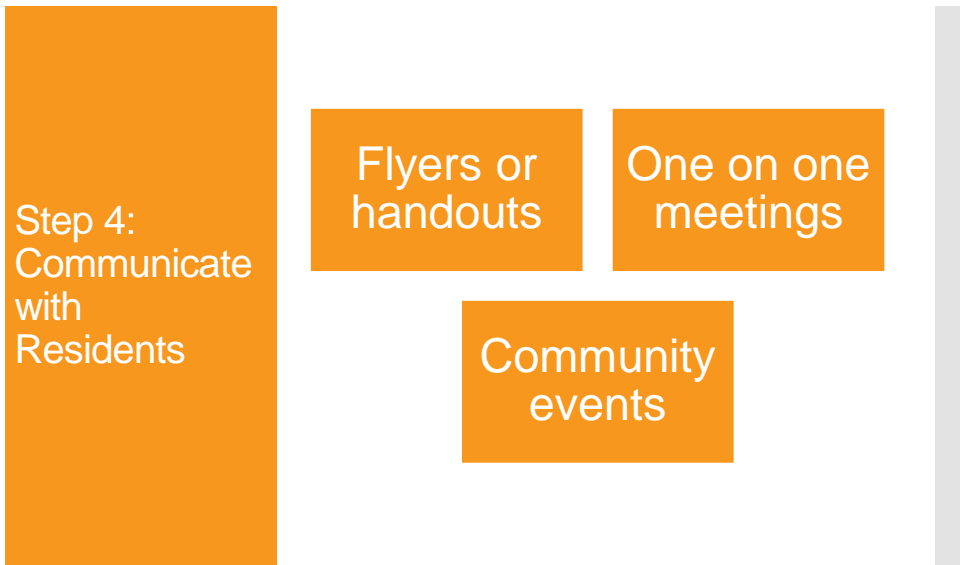 Step 4:
Communicate
with
Residents
Flyers or
handouts
One on one
meetings
Community
events